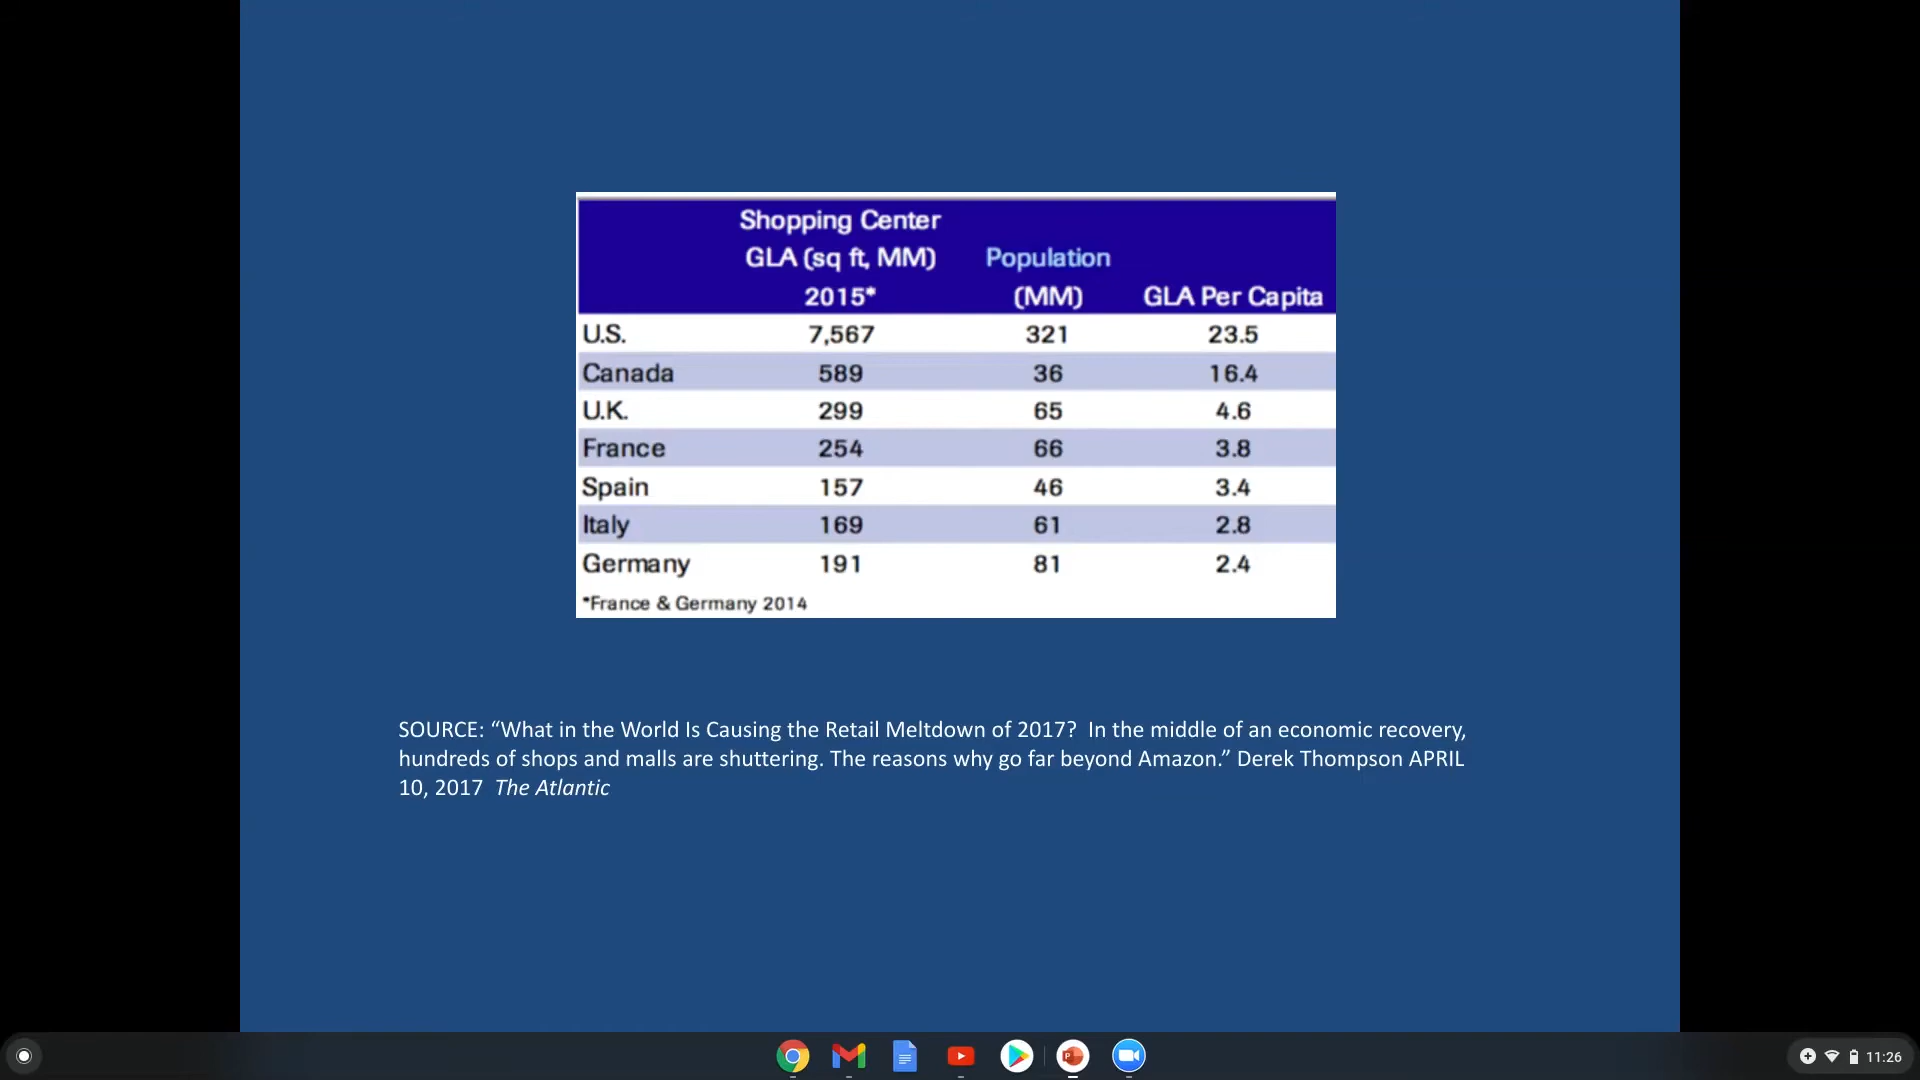 Shopping Center
GLA (sq ft, MM) Population
2015* (MM) GLA Per Capita
U.S. 7,567 321 23.5
Canada 589 36 16.4
U.K. 299 65 4.6
France 254 66 3.8
Spain 157 46 3.4
Italy 169 61 2.8
Germany 191 81 2.4
*France & Germany 2014
SOURCE: “What in the World Is Causing the Retail Meltdown of 2017?  In the middle of an economic recovery,
hundreds of shops and malls are shuttering. The reasons why go far beyond Amazon.” Derek Thompson APRIL
10, 2017  The Atlantic
11:26